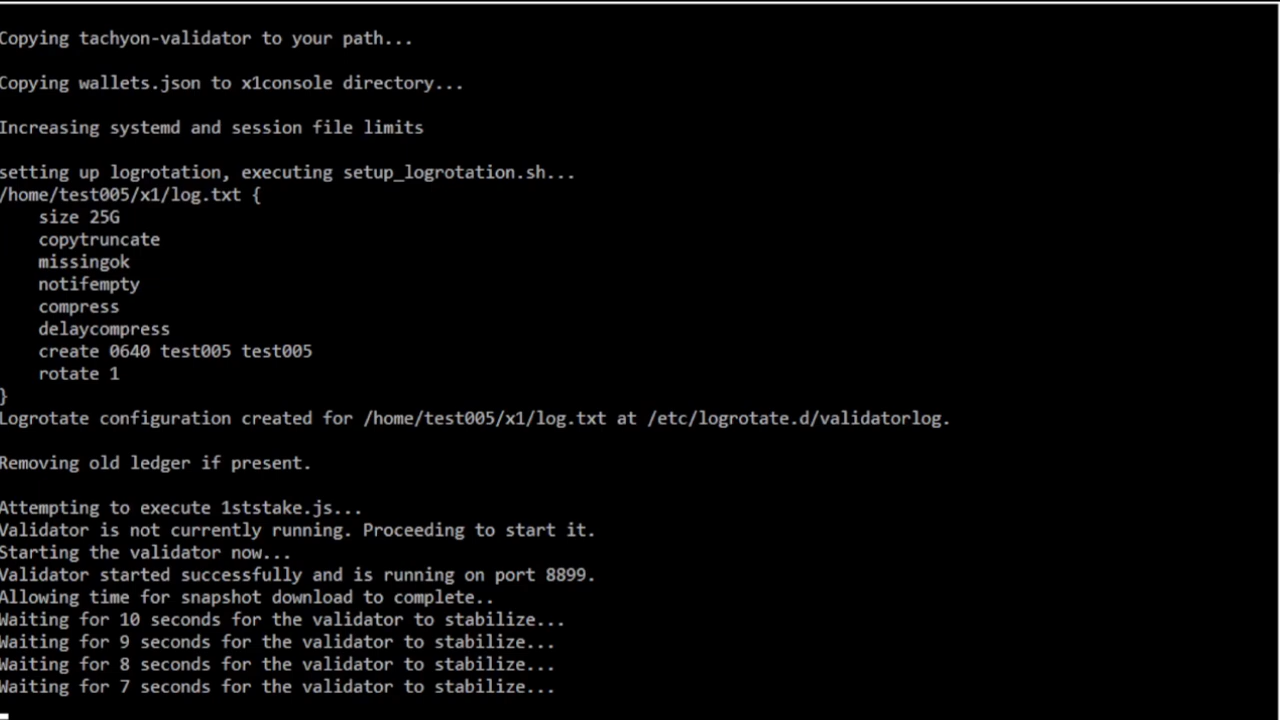 Copying tachyon-validator to your path...
Copying wallets.json to x1console directory...
Increasing systemd and session file limits
setting up logrotation, executing setup_logrotation.sh...
/home/test005/x1/log.txt {
    size 25G
    copytruncate
    missingok
    notifempty
    compress
    delaycompress
    create 0640 test005 test005
    rotate 1
}
Logrotate configuration created for /home/test005/x1/log.txt at /etc/logrotate.d/validatorlog.
Removing old ledger if present.
Attempting to execute 1ststake.js...
Validator is not currently running. Proceeding to start it.
Starting the validator now...
Validator started successfully and is running on port 8899.
Allowing time for snapshot download to complete..
Waiting for 10 seconds for the validator to stabilize...
Waiting for 9 seconds for the validator to stabilize...
Waiting for 8 seconds for the validator to stabilize...
Waiting for 7 seconds for the validator to stabilize...